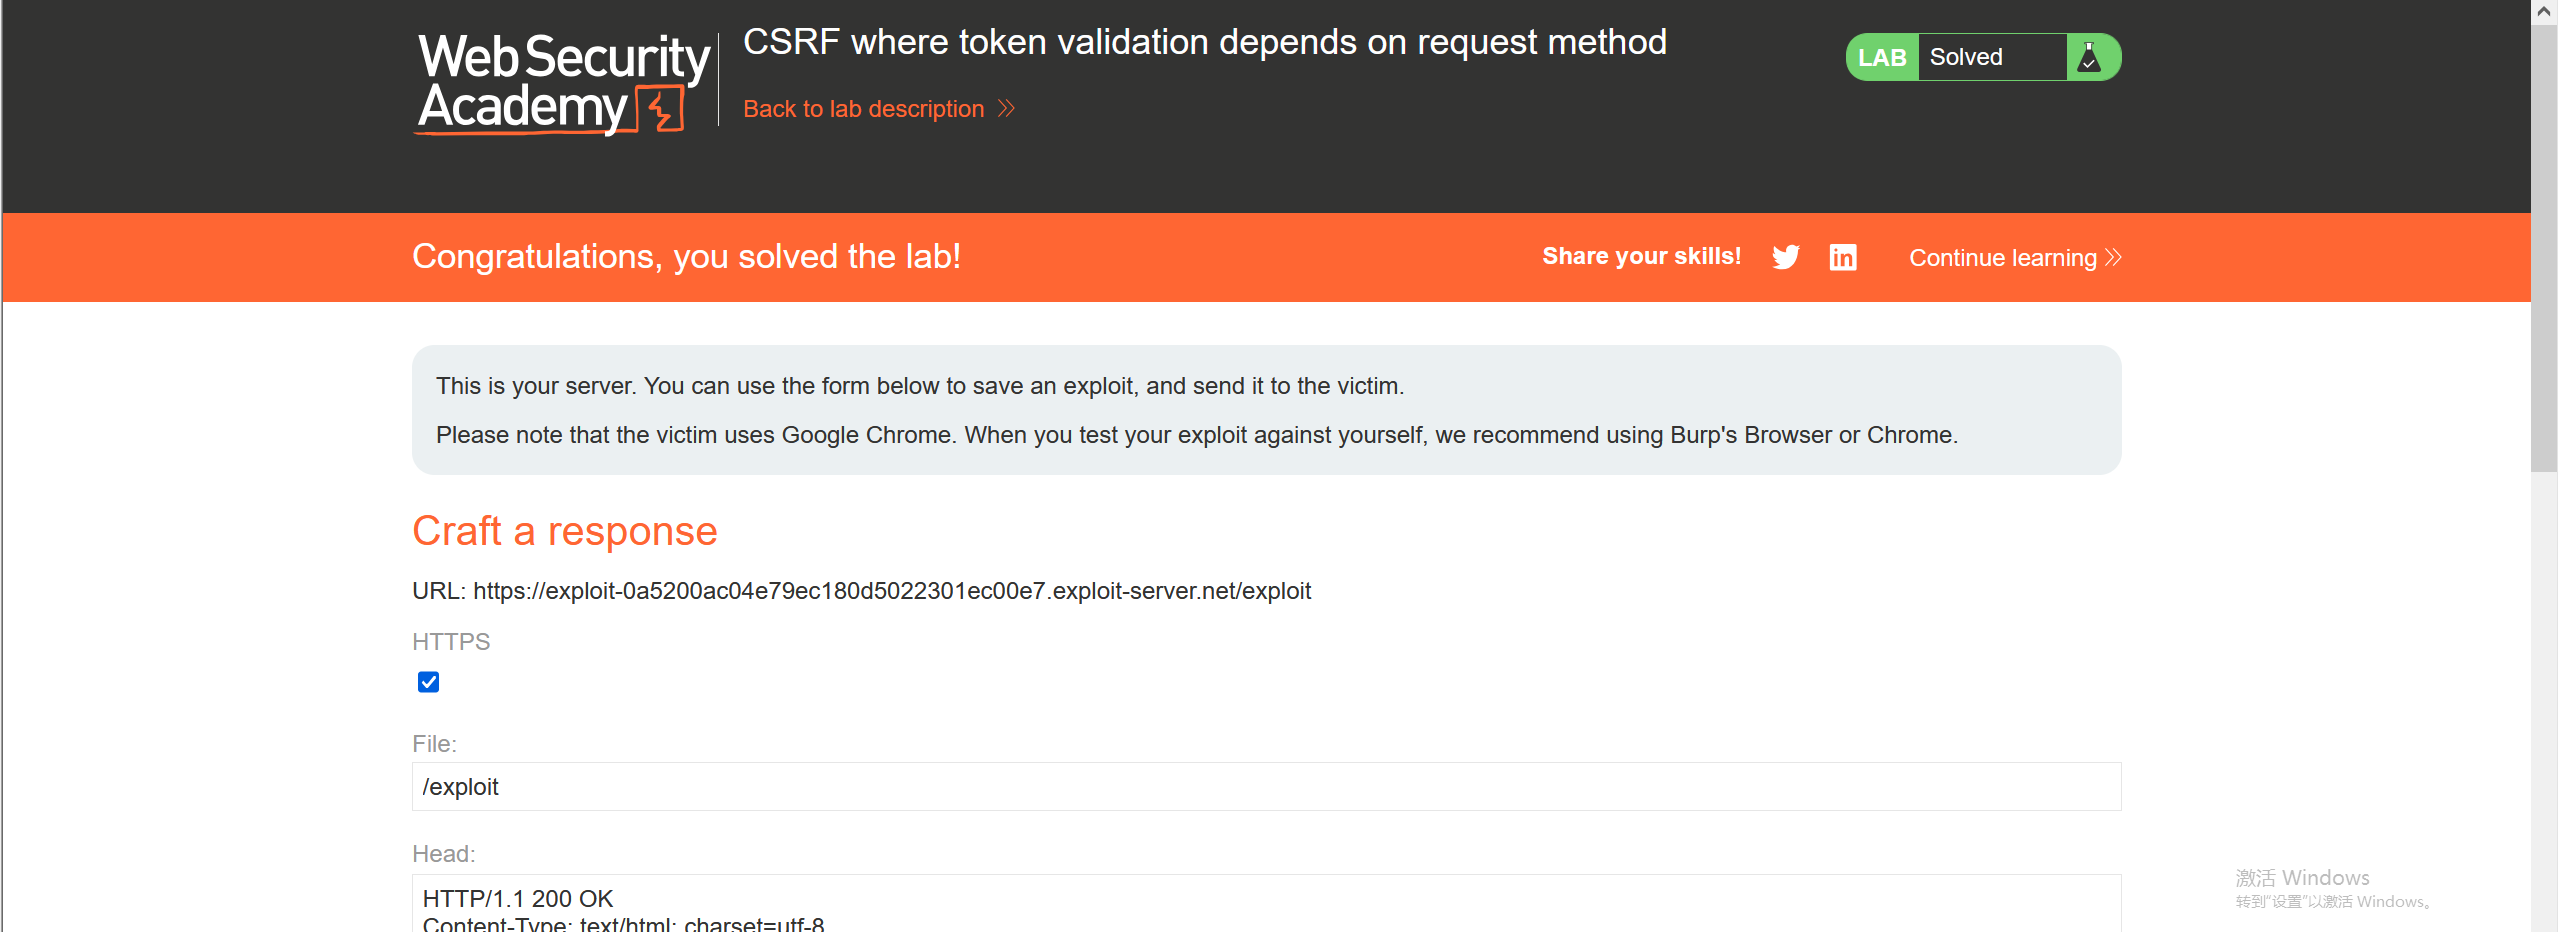 Web Security
Academy
CSRF where token validation depends on request method
Back to lab description
LAB Solved
Congratulations, you solved the lab!
Share your skills!
Continue learning
This is your server. You can use the form below to save an exploit, and send it to the victim.
Please note that the victim uses Google Chrome. When you test your exploit against yourself, we recommend using Burp's Browser or Chrome.
Craft a response
URL: https://exploit-0a5200ac04e79ec180d5022301ec00e7.exploit-server.net/exploit
HTTPS
File:
/exploit
Head:
HTTP/1.1 200 OK
Content-Type: text/html; charset=utf-8
激活 Windows
转到"设置"以激活 Windows。